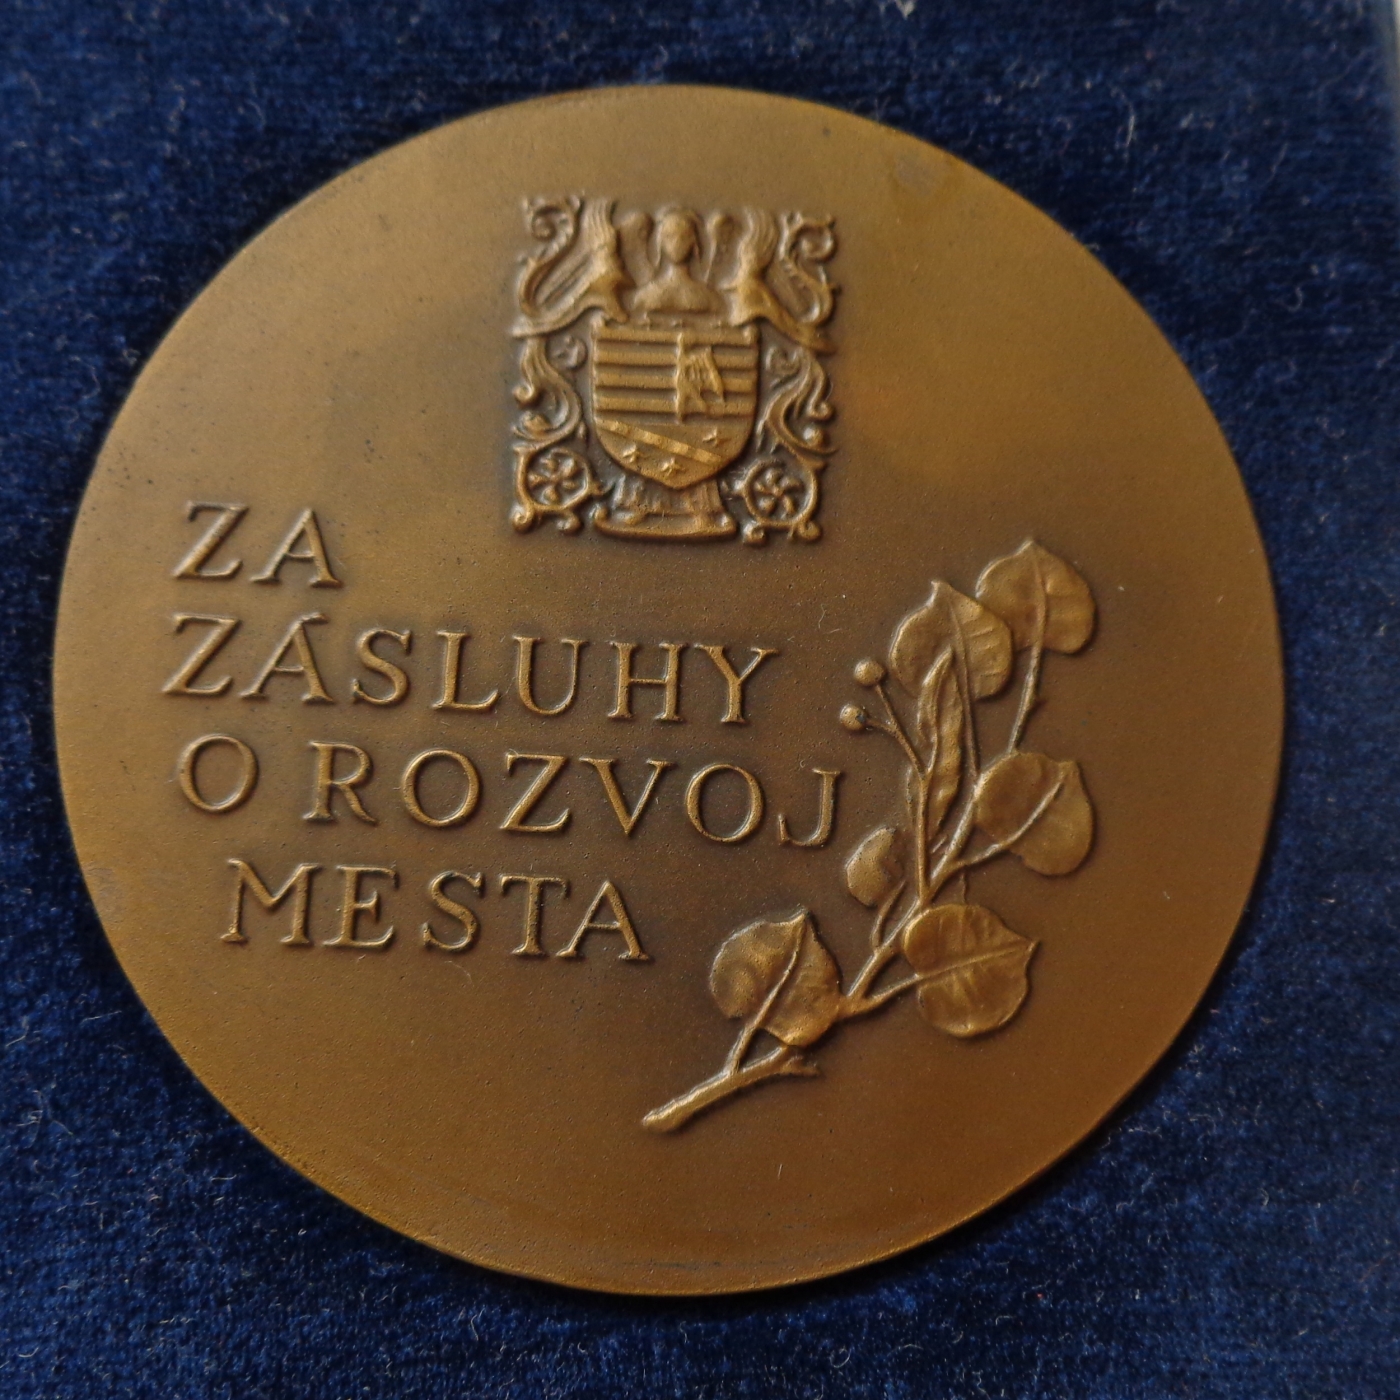 ZA
ZÁSLUHY
O ROZVOJ
MESTA